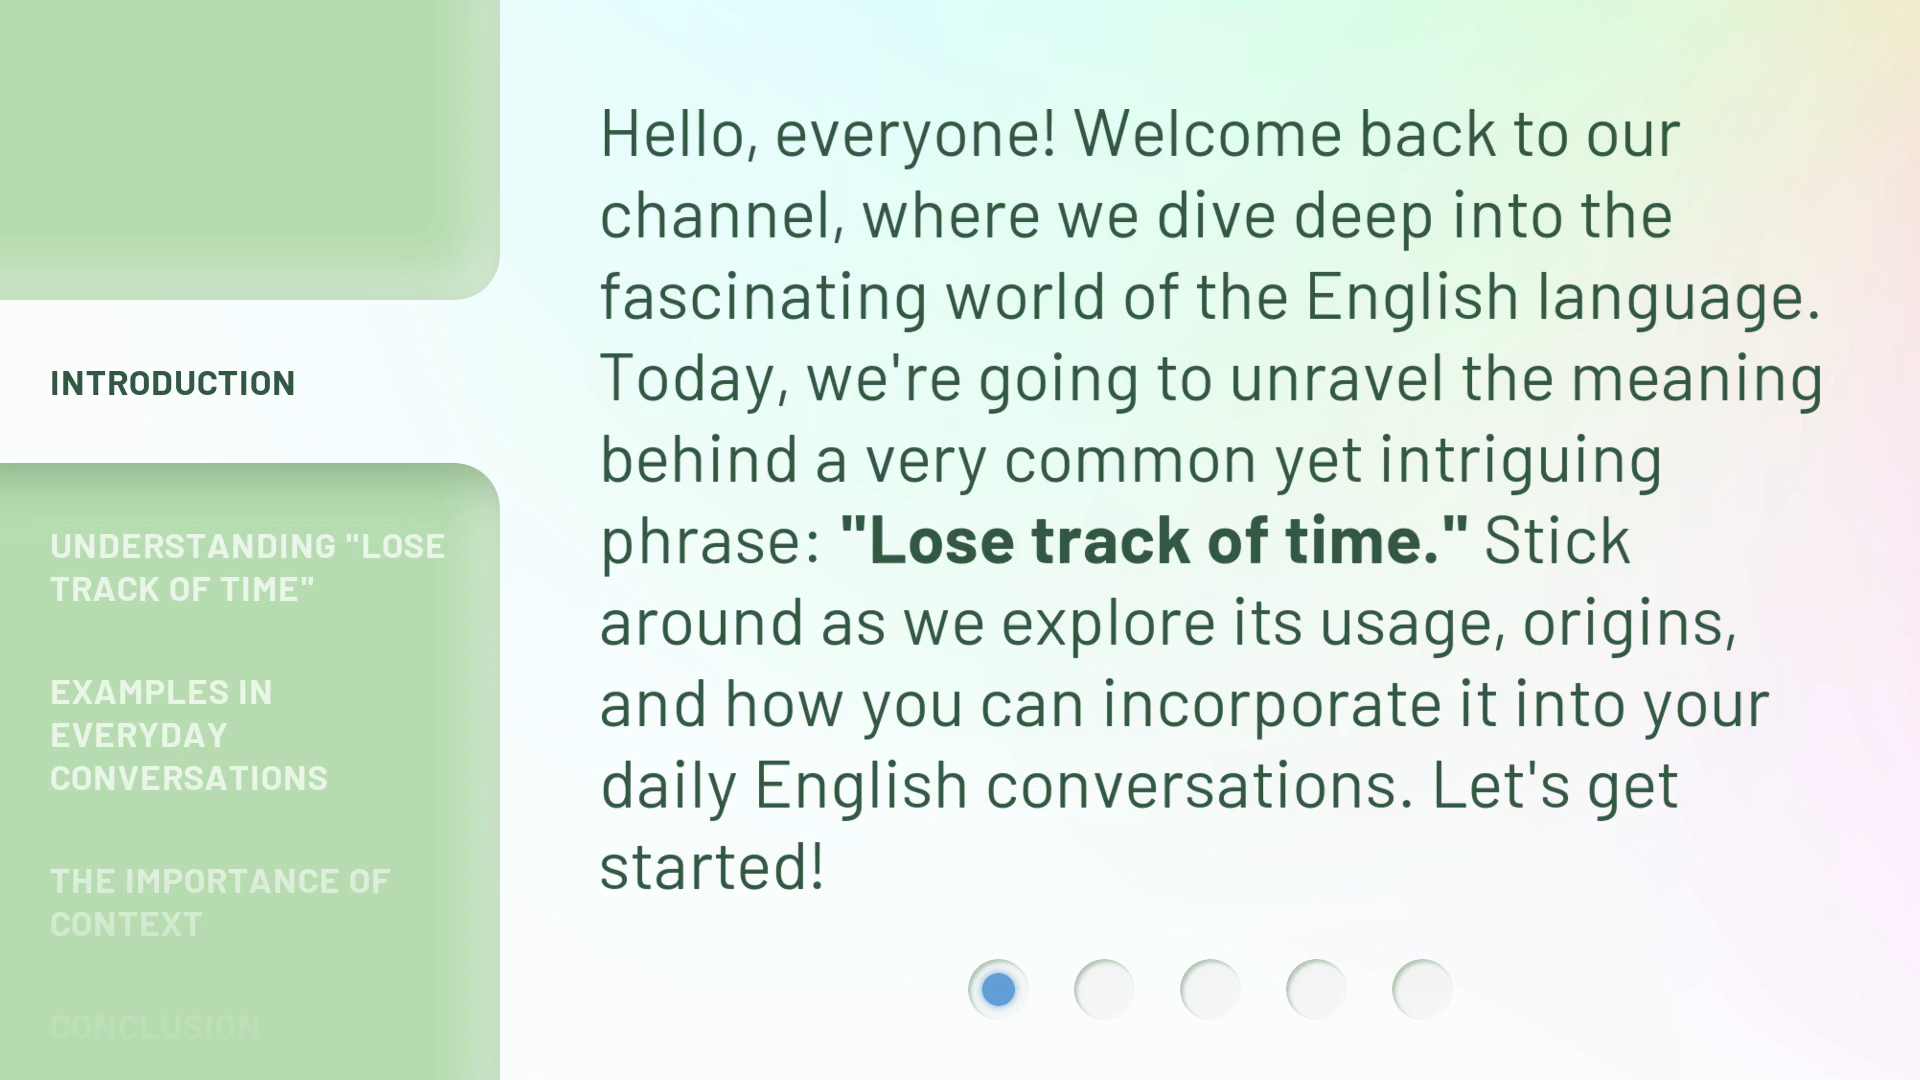 INTRODUCTION
UNDERSTANDING "LOSE
TRACK OF TIME"
EXAMPLES IN
EVERYDAY
CONVERSATIONS
THE IMPORTANCE OF
CONTEXT
CONCLUSION
Hello, everyone! Welcome back to our
channel, where we dive deep into the
fascinating world of the English language.
Today, we're going to unravel the meaning
behind a very common yet intriguing
phrase: "Lose track of time." Stick
around as we explore its usage, origins,
and how you can incorporate it into your
daily English conversations. Let's get
started!